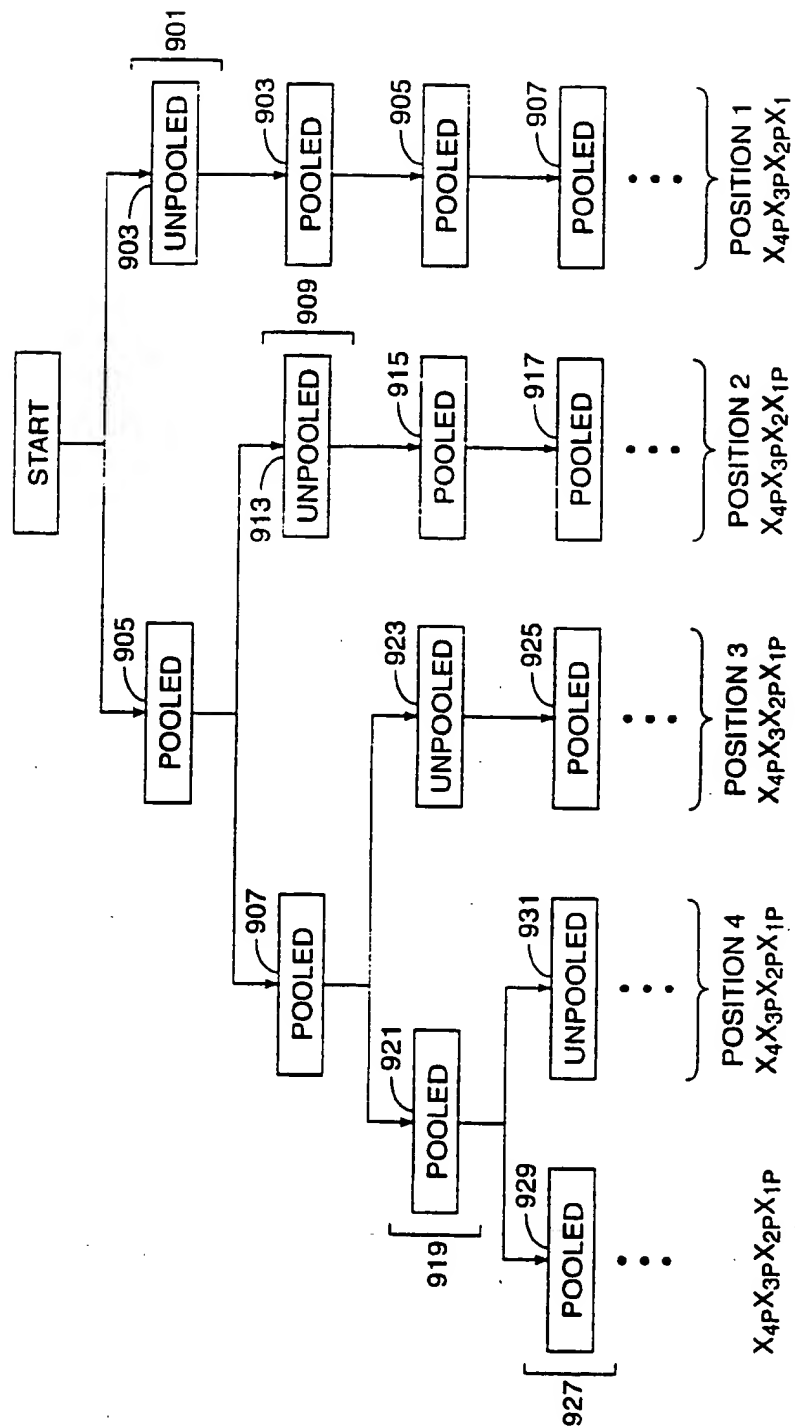 START
905
POOLED
903
UNPOOLED
901
907
POOLED
913
UNPOOLED
909
903
POOLED
919
921
POOLED
923
UNPOOLED
915
POOLED
905
POOLED
927
929
POOLED
931
UNPOOLED
925
POOLED
917
POOLED
907
POOLED
X4PX3PX2PX1P
POSITION 4
X4X3PX2PX1P
POSITION 3
X4PX3X2PX1P
POSITION 2
X4PX3PX2X1P
POSITION 1
X4PX3PX2PX1